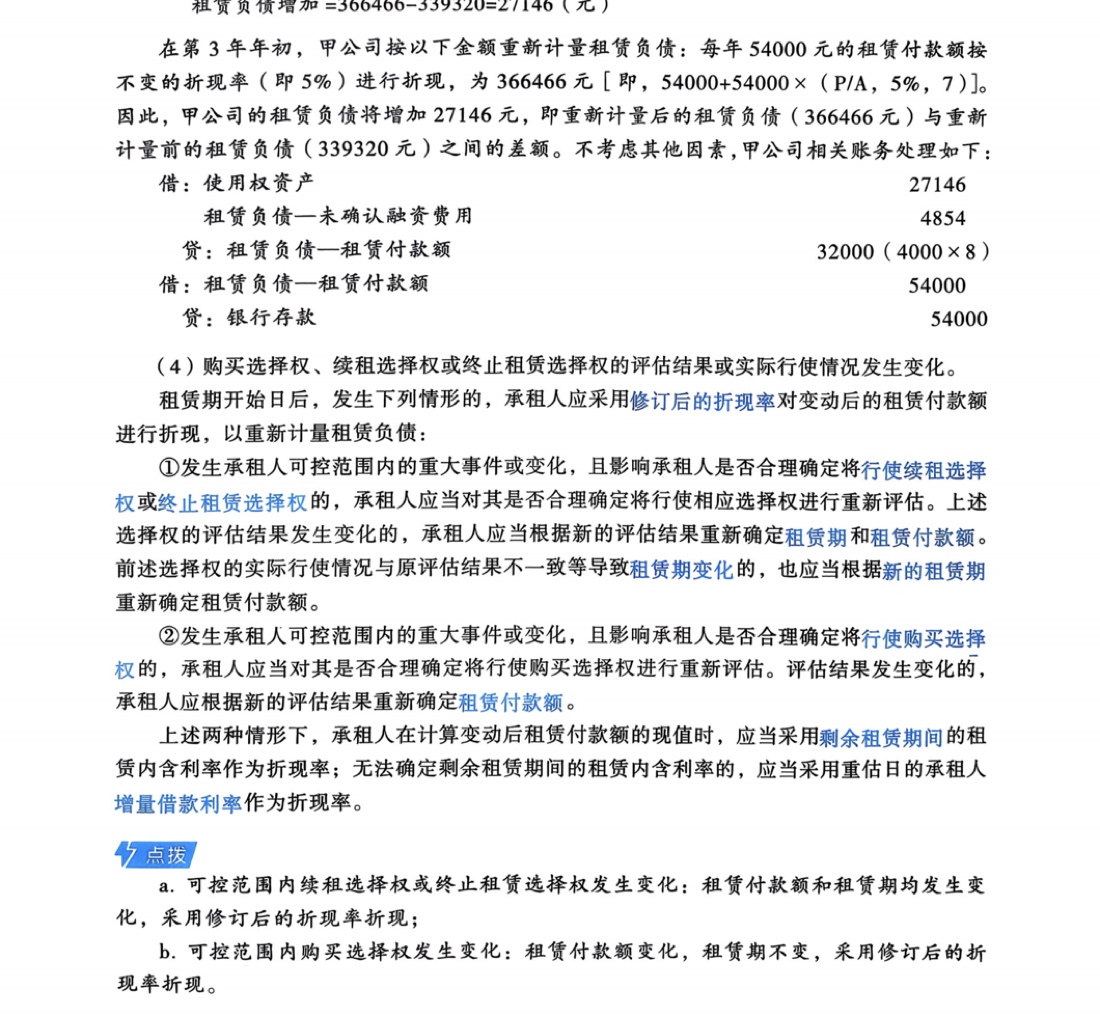 租赁负债增加 =366466-339320=27146（元）
在第 3 年年初，甲公司按以下金额重新计量租赁负债：每年 54000 元的租赁付款额按
不变的折现率（即 5%）进行折现，为 366466 元 [ 即，54000+54000×（P/A，5%，7）]。
因此，甲公司的租赁负债将增加 27146 元，即重新计量后的租赁负债（366466 元）与重新
计量前的租赁负债（339320 元）之间的差额。不考虑其他因素，甲公司相关账务处理如下：
借：使用权资产 27146
租赁负债—未确认融资费用 4854
贷：租赁负债—租赁付款额 32000（4000×8）
借：租赁负债—租赁付款额 54000
贷：银行存款 54000
（4）购买选择权、续租选择权或终止租赁选择权的评估结果或实际行使情况发生变化。
租赁期开始日后，发生下列情形的，承租人应采用修订后的折现率对变动后的租赁付款额
进行折现，以重新计量租赁负债：
①发生承租人可控范围内的重大事件或变化，且影响承租人是否合理确定将行使续租选择
权或终止租赁选择权的，承租人应当对其是否合理确定将行使相应选择权进行重新评估。上述
选择权的评估结果发生变化的，承租人应当根据新的评估结果重新确定租赁期和租赁付款额。
前述选择权的实际行使情况与原评估结果不一致等导致租赁期变化的，也应当根据新的租赁期
重新确定租赁付款额。
②发生承租人可控范围内的重大事件或变化，且影响承租人是否合理确定将行使购买选择
权的，承租人应当对其是否合理确定将行使购买选择权进行重新评估。评估结果发生变化的，
承租人应根据新的评估结果重新确定租赁付款额。
上述两种情形下，承租人在计算变动后租赁付款额的现值时，应当采用剩余租赁期间的租
赁内含利率作为折现率；无法确定剩余租赁期间的租赁内含利率的，应当采用重估日的承租人
增量借款利率作为折现率。
点拨
a. 可控范围内续租选择权或终止租赁选择权发生变化：租赁付款额和租赁期均发生变
化，采用修订后的折现率折现；
b. 可控范围内购买选择权发生变化：租赁付款额变化，租赁期不变，采用修订后的折
现率折现。